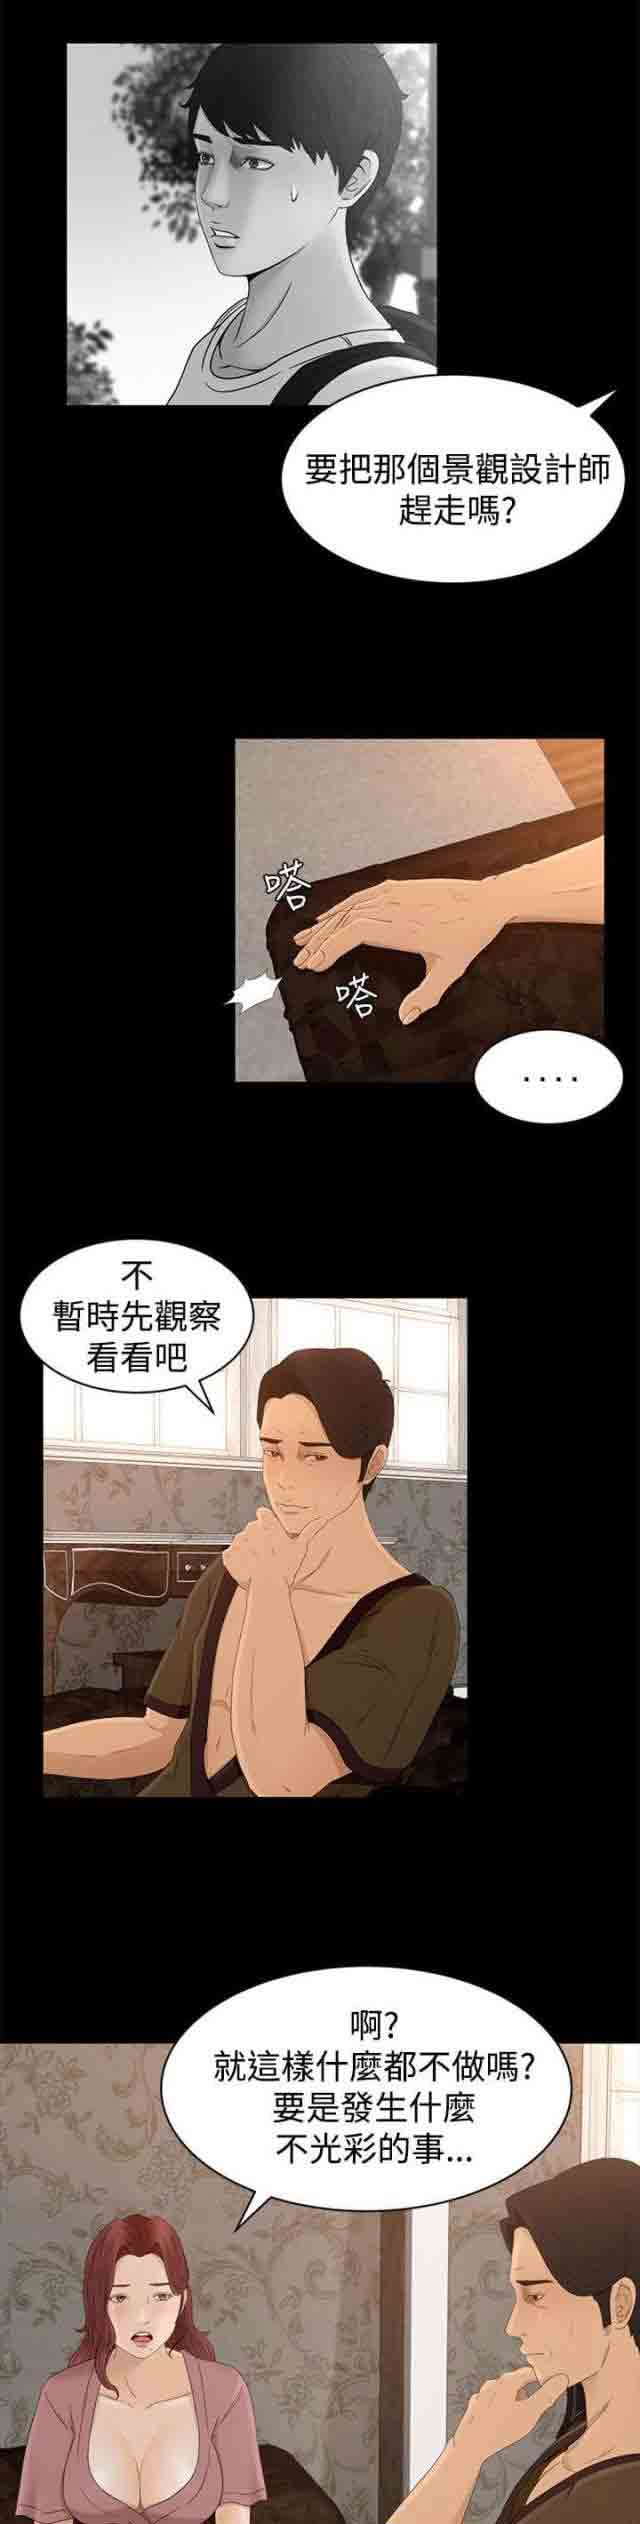 要把那個景觀設計師
趕走嗎?
嗒
嗒
....
不
暫時先觀察
看看吧
啊?
就這樣什麼都不做嗎?
要是發生什麼
不光彩的事...